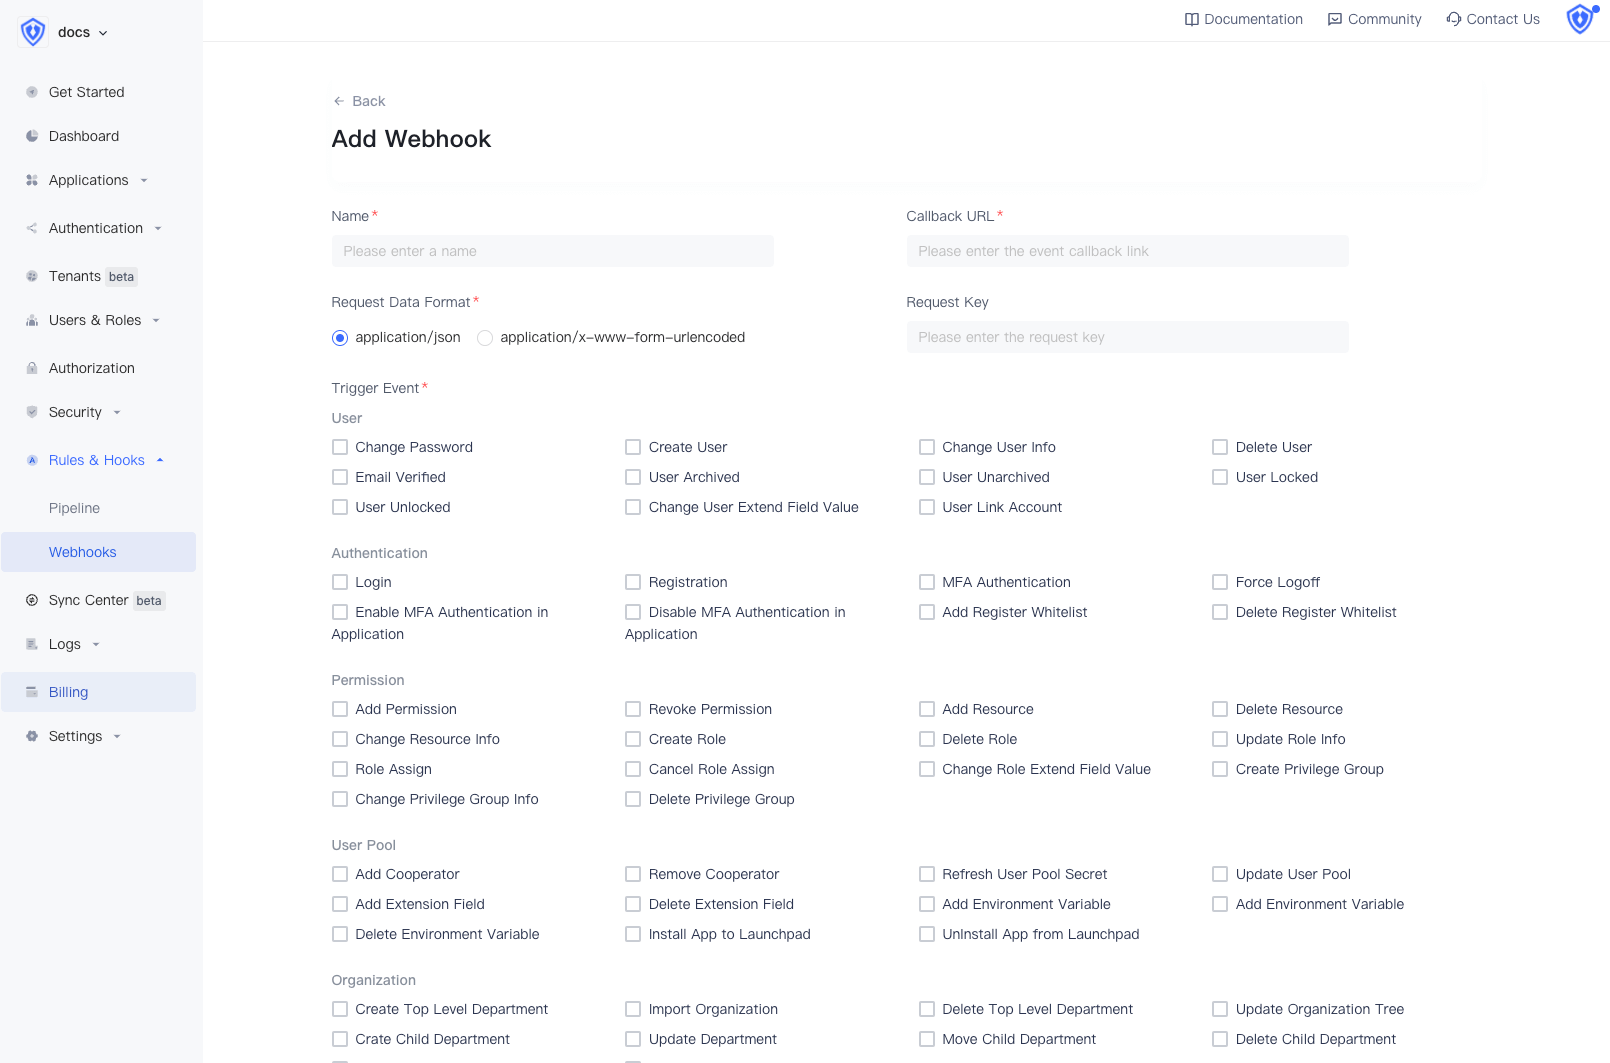 docs
Documentation
Community
Contact Us
Get Started
Dashboard
Applications
Authentication
Tenants beta
Users & Roles
Authorization
Security
Rules & Hooks
Pipeline
Webhooks
Sync Center beta
Logs
Billing
Settings
Back
Add Webhook
Name*
Callback URL*
Please enter a name
Please enter the event callback link
Request Data Format*
Request Key
application/json
application/x-www-form-urlencoded
Please enter the request key
Trigger Event*
User
Change Password
Create User
Change User Info
Delete User
Email Verified
User Archived
User Unarchived
User Locked
User Unlocked
Change User Extend Field Value
User Link Account
Authentication
Login
Registration
MFA Authentication
Force Logoff
Enable MFA Authentication in
Application
Disable MFA Authentication in
Application
Add Register Whitelist
Delete Register Whitelist
Permission
Add Permission
Revoke Permission
Add Resource
Delete Resource
Change Resource Info
Create Role
Delete Role
Update Role Info
Role Assign
Cancel Role Assign
Change Role Extend Field Value
Create Privilege Group
Change Privilege Group Info
Delete Privilege Group
User Pool
Add Cooperator
Remove Cooperator
Refresh User Pool Secret
Update User Pool
Add Extension Field
Delete Extension Field
Add Environment Variable
Add Environment Variable
Delete Environment Variable
Install App to Launchpad
UnInstall App from Launchpad
Organization
Create Top Level Department
Import Organization
Delete Top Level Department
Update Organization Tree
Crate Child Department
Update Department
Move Child Department
Delete Child Department